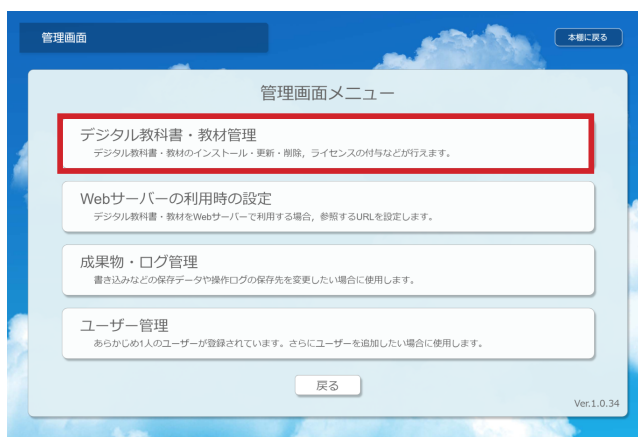 管理画面
本棚に戻る
管理画面メニュー
デジタル教科書・教材管理
デジタル教科書・教材のインストール・更新・削除，ライセンスの付与などが行えます。
Webサーバーの利用時の設定
デジタル教科書・教材をWebサーバーで利用する場合，参照するURLを設定します。
成果物・ログ管理
書き込みなどの保存データや操作ログの保存先を変更したい場合に使用します。
ユーザー管理
あらかじめ1人のユーザーが登録されています。さらにユーザーを追加したい場合に使用します。
戻る
Ver.1.0.34